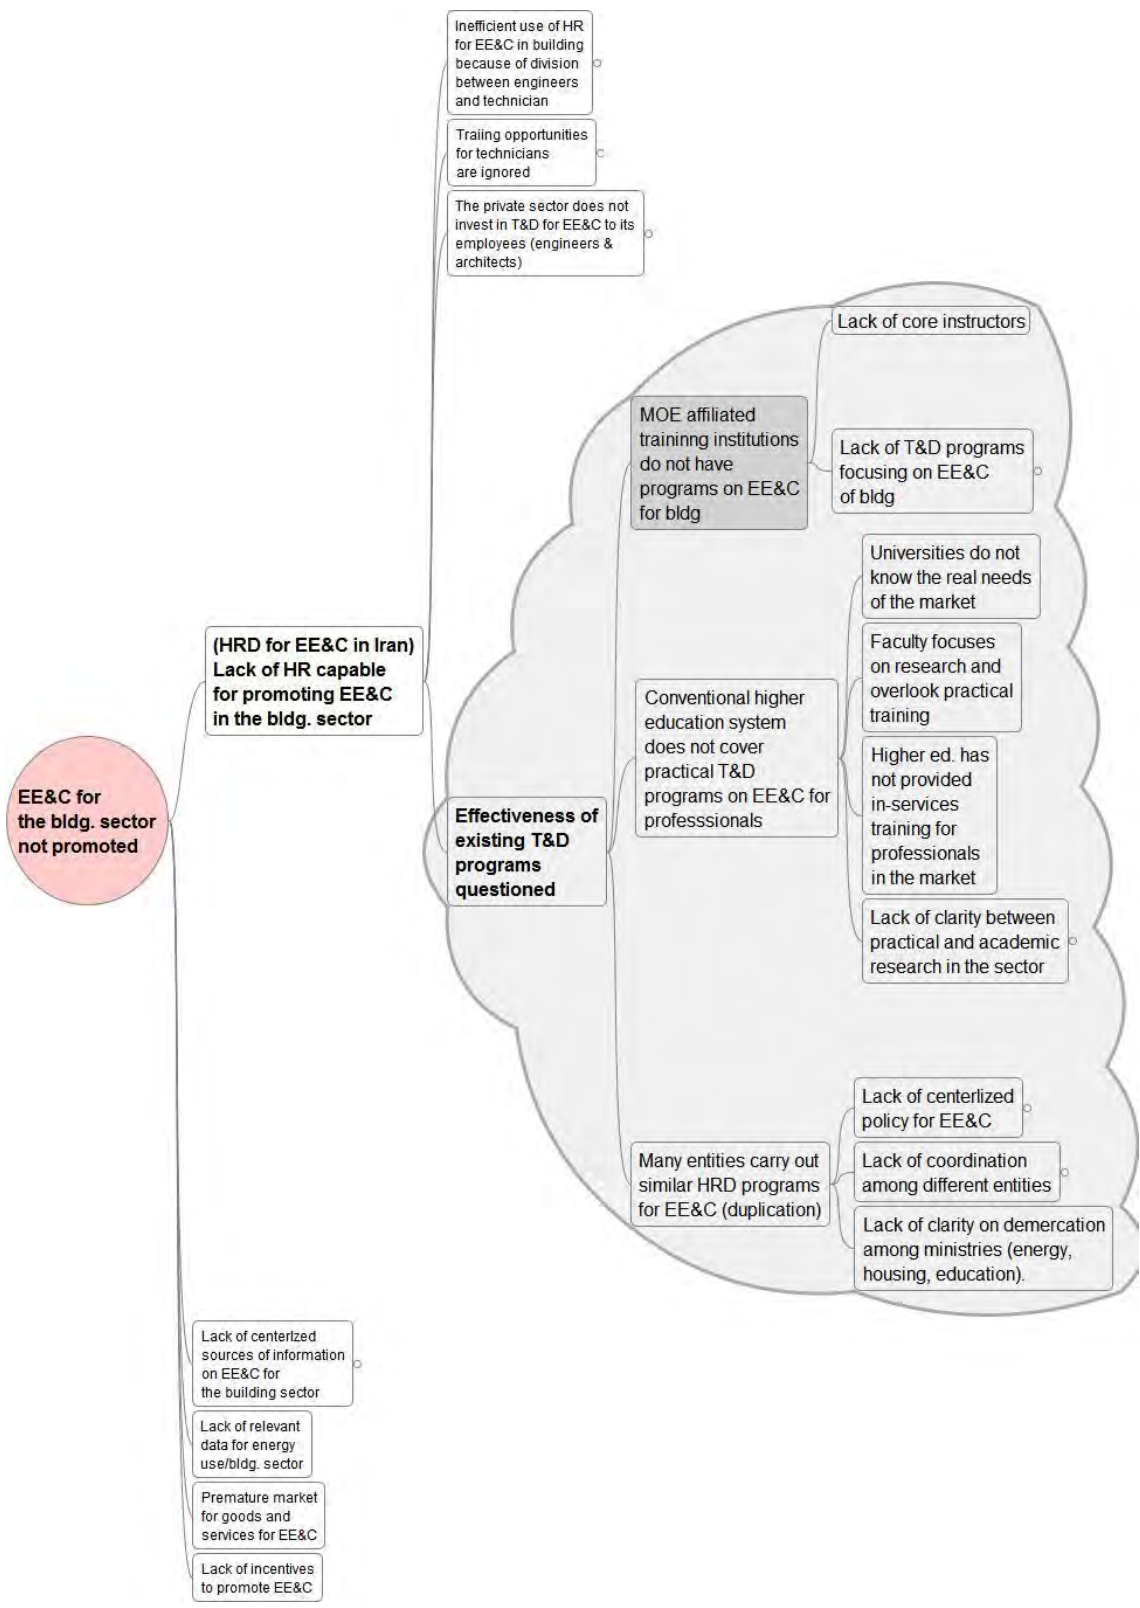 Inefficient use of HR
for EE&C in building
because of division
between engineers
and technician
Traiing opportunities
for technicians
are ignored
The private sector does not
invest in T&D for EE&C to its
employees (engineers &
architects)
Lack of core instructors
MOE affiliated
traininng institutions
do not have
programs on EE&C
for bldg
Lack of T&D programs
focusing on EE&C
of bldg
Universities do not
know the real needs
of the market
Faculty focuses
on research and
overlook practical
training
(HRD for EE&C in Iran)
Lack of HR capable
for promoting EE&C
in the bldg. sector
Conventional higher
education system
does not cover
practical T&D
programs on EE&C for
professsionals
Higher ed. has
not provided
in-services
training for
professionals
in the market
EE&C for
the bldg. sector
not promoted
Effectiveness of
existing T&D
programs
questioned
Lack of clarity between
practical and academic
research in the sector
Lack of centerlized
policy for EE&C
Many entities carry out
similar HRD programs
for EE&C (duplication)
Lack of coordination
among different entities
Lack of clarity on demercation
among ministries (energy,
housing, education).
Lack of centerlzed
sources of information
on EE&C for
the building sector
Lack of relevant
data for energy
use/bldg. sector
Premature market
for goods and
services for EE&C
Lack of incentives
to promote EE&C